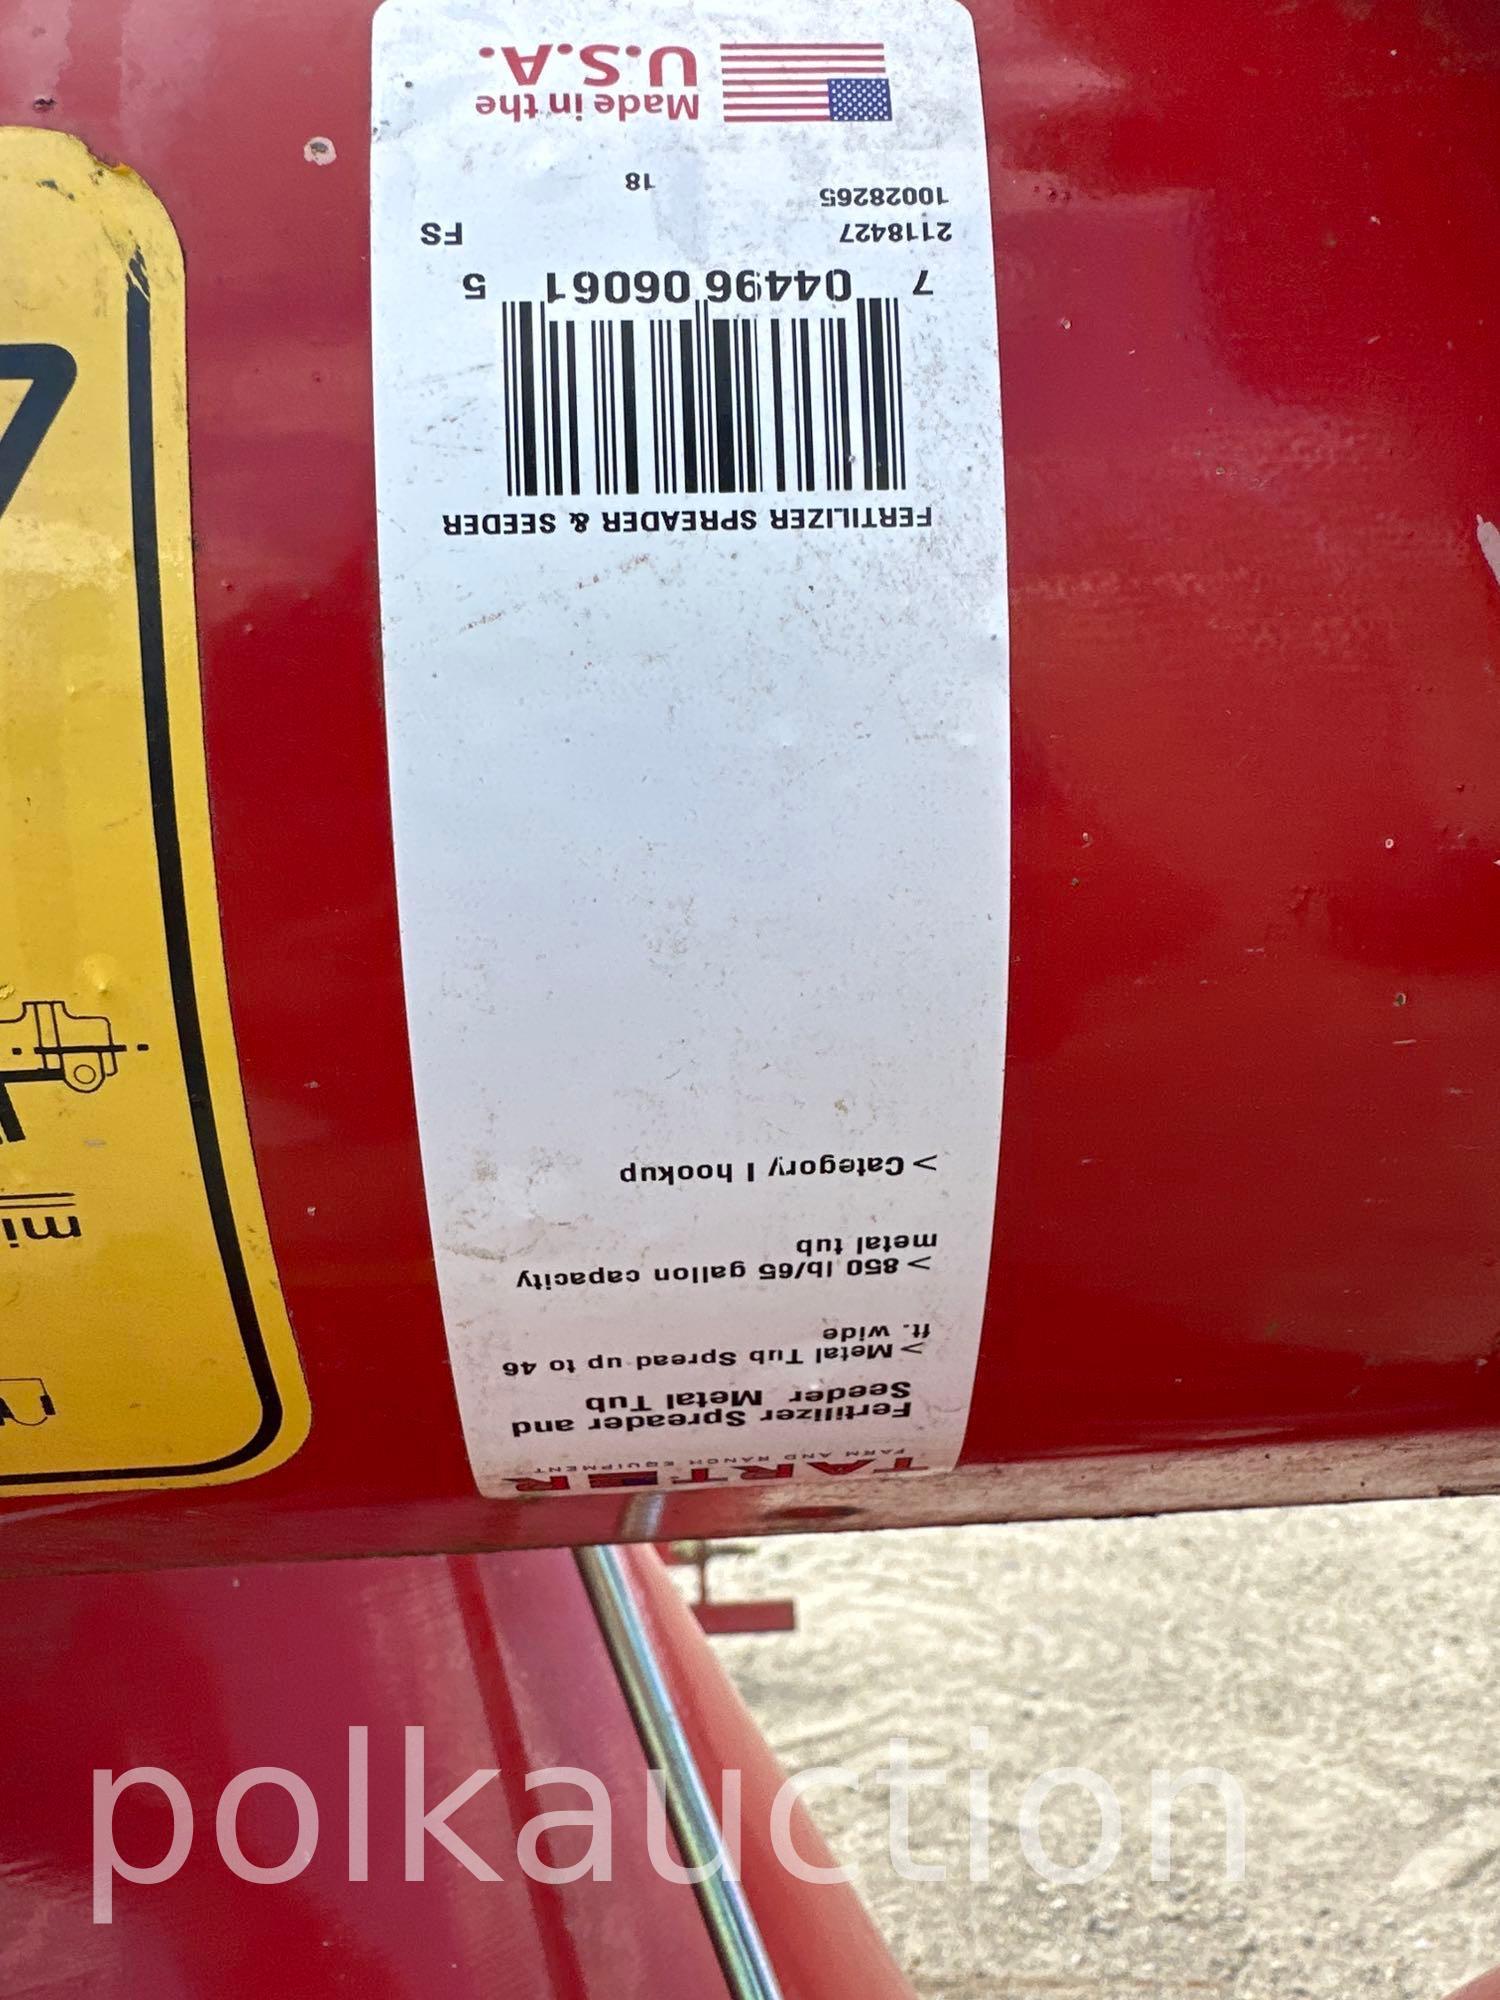 TARTER
FARM AND RANCH EQUIPMENT
Fertilizer Spreader and
Seeder Metal Tub
> Metal Tub Spread up to 46
ft. wide
> 850 lb/65 gallon capacity
metal tub
> Category I hookup
FERTILIZER SPREADER & SEEDER
7 04496 06061 5
2118427 FS
10028265
18
Made in the
U.S.A.
polkauction